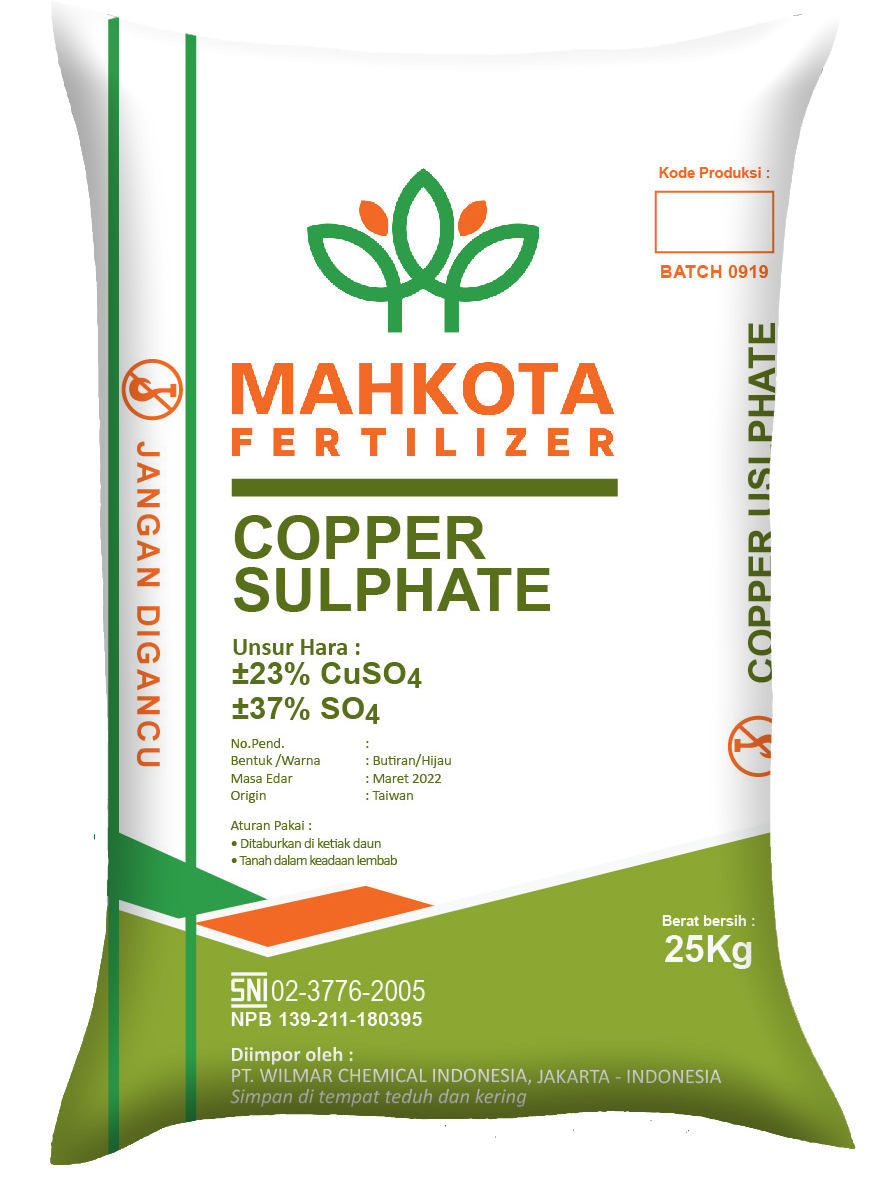 Kode Produksi :
BATCH 0919
MAHKOTA
FERTILIZER
COPPER
SULPHATE
Unsur Hara :
±23% CuSO4
±37% SO4
No.Pend. :
Bentuk /Warna : Butiran/Hijau
Masa Edar : Maret 2022
Origin : Taiwan
Aturan Pakai :
• Ditaburkan di ketiak daun
• Tanah dalam keadaan lembab
JANGAN DIGANCU
COPPER USLPHATE
Berat bersih :
25Kg
SNI 02-3776-2005
NPB 139-211-180395
Diimpor oleh :
PT. WILMAR CHEMICAL INDONESIA, JAKARTA - INDONESIA
Simpan di tempat teduh dan kering